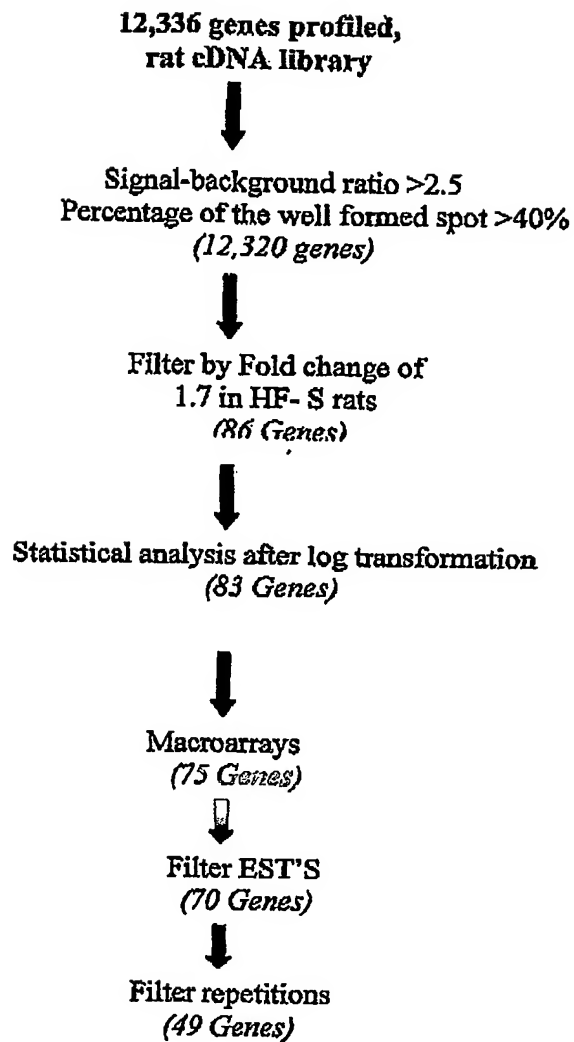 12,336 genes profiled,
rat cDNA library
Signal-background ratio >2.5
Percentage of the well formed spot >40%
(12,320 genes)
Filter by Fold change of
1.7 in HF- S rats
(86 Genes)
Statistical analysis after log transformation
(83 Genes)
Macroarrays
(75 Genes)
Filter EST'S
(70 Genes)
Filter repetitions
(49 Genes)